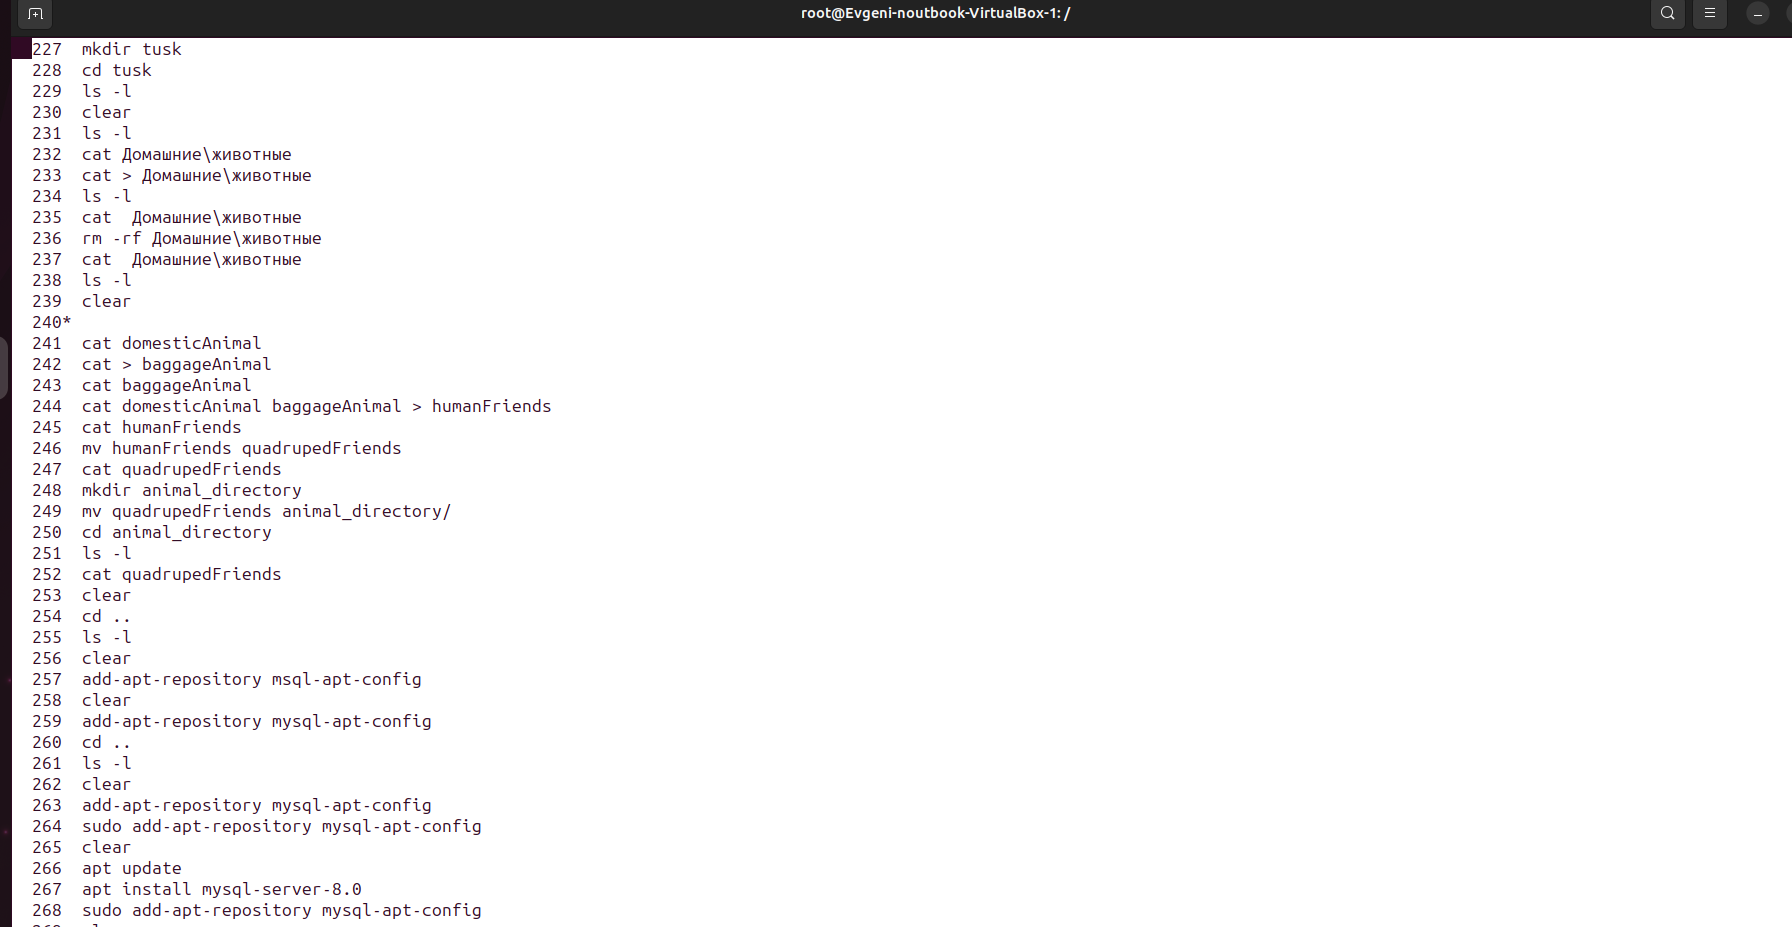 root@Evgeni-noutbook-VirtualBox-1: /
227 mkdir tusk
228 cd tusk
229 ls -l
230 clear
231 ls -l
232 cat Домашние\животные
233 cat > Домашние\животные
234 ls -l
235 cat  Домашние\животные
236 rm -rf Домашние\животные
237 cat  Домашние\животные
238 ls -l
239 clear
240*
241 cat domesticAnimal
242 cat > baggageAnimal
243 cat baggageAnimal
244 cat domesticAnimal baggageAnimal > humanFriends
245 cat humanFriends
246 mv humanFriends quadrupedFriends
247 cat quadrupedFriends
248 mkdir animal_directory
249 mv quadrupedFriends animal_directory/
250 cd animal_directory
251 ls -l
252 cat quadrupedFriends
253 clear
254 cd ..
255 ls -l
256 clear
257 add-apt-repository msql-apt-config
258 clear
259 add-apt-repository mysql-apt-config
260 cd ..
261 ls -l
262 clear
263 add-apt-repository mysql-apt-config
264 sudo add-apt-repository mysql-apt-config
265 clear
266 apt update
267 apt install mysql-server-8.0
268 sudo add-apt-repository mysql-apt-config